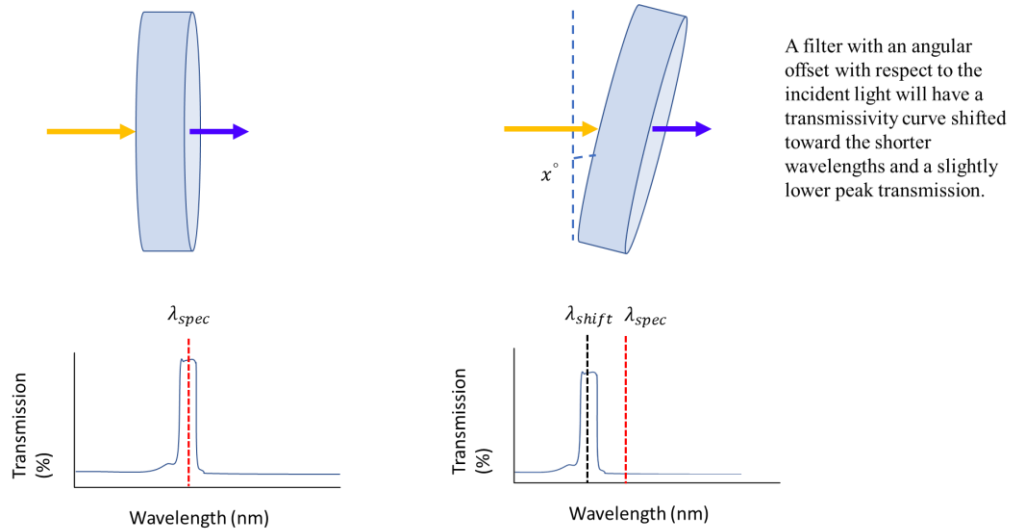 A filter with an angular
offset with respect to the
incident light will have a
transmissivity curve shifted
toward the shorter
wavelengths and a slightly
lower peak transmission.
x°
λspec
Transmission
(%)
Wavelength (nm)
λshift λspec
Transmission
(%)
Wavelength (nm)